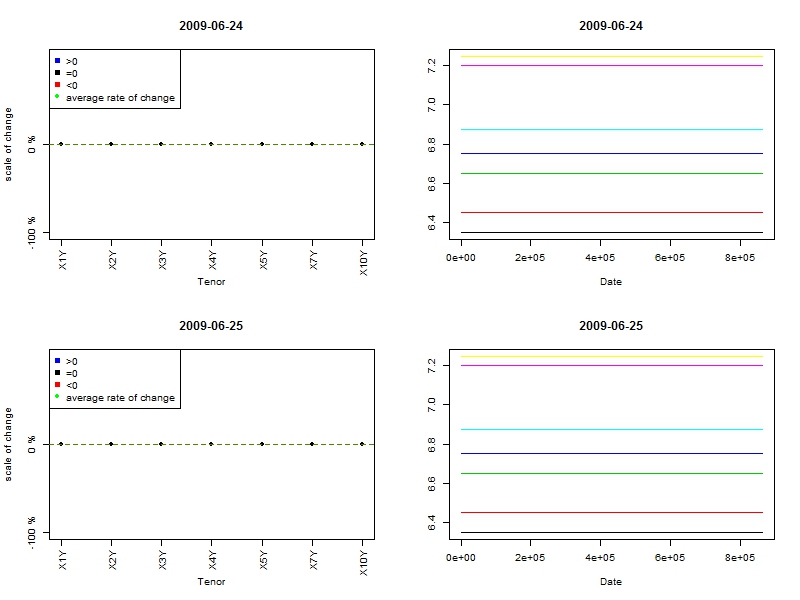 2009-06-24
>0
=0
<0
average rate of change
scale of change
0 %
-100 %
X1Y X2Y X3Y X4Y X5Y X7Y X10Y
Tenor
2009-06-24
7.2
7.0
6.8
6.6
6.4
0e+00 2e+05 4e+05 6e+05 8e+05
Date
2009-06-25
>0
=0
<0
average rate of change
scale of change
0 %
-100 %
X1Y X2Y X3Y X4Y X5Y X7Y X10Y
Tenor
2009-06-25
7.2
7.0
6.8
6.6
6.4
0e+00 2e+05 4e+05 6e+05 8e+05
Date